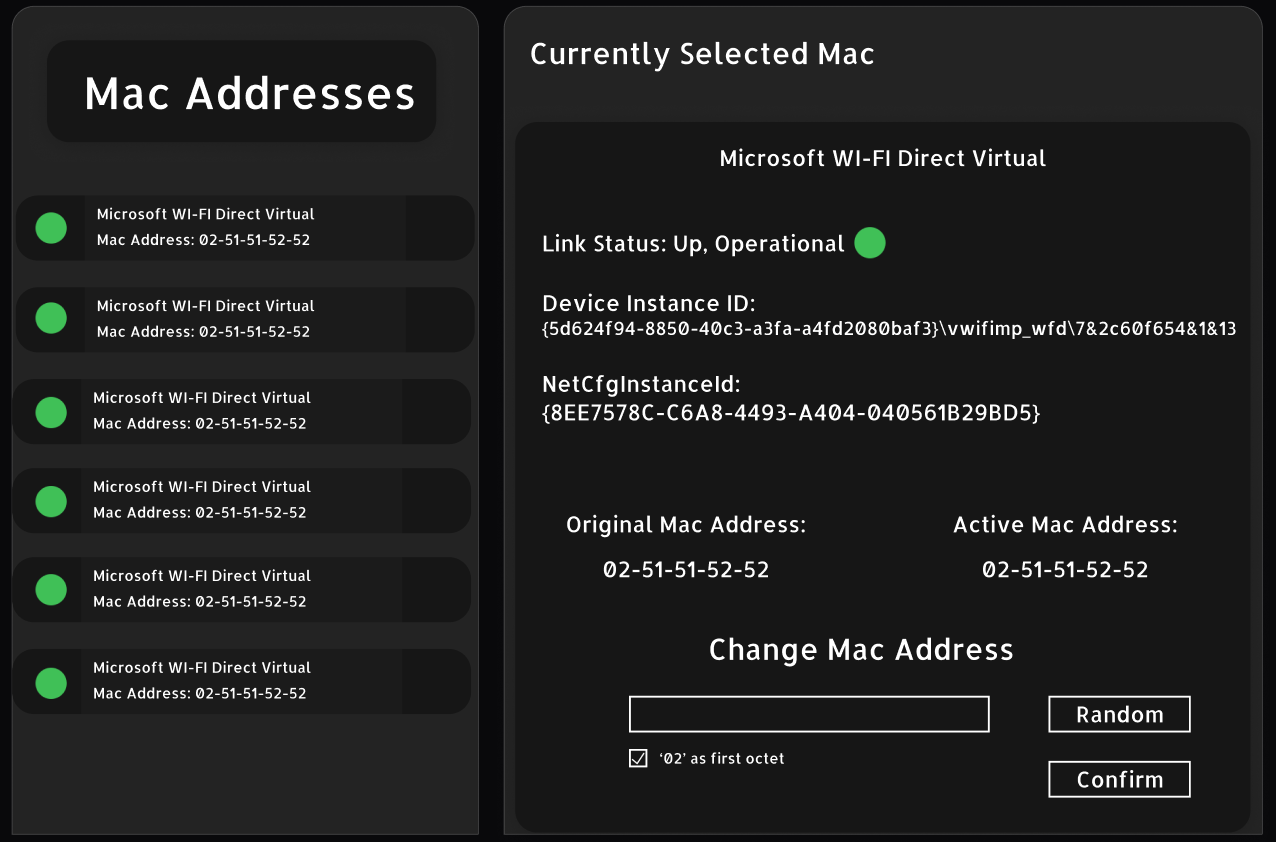 Mac Addresses
Microsoft WI-FI Direct Virtual
Mac Address: 02-51-51-52-52
Microsoft WI-FI Direct Virtual
Mac Address: 02-51-51-52-52
Microsoft WI-FI Direct Virtual
Mac Address: 02-51-51-52-52
Microsoft WI-FI Direct Virtual
Mac Address: 02-51-51-52-52
Microsoft WI-FI Direct Virtual
Mac Address: 02-51-51-52-52
Microsoft WI-FI Direct Virtual
Mac Address: 02-51-51-52-52
Currently Selected Mac
Microsoft WI-FI Direct Virtual
Link Status: Up, Operational
Device Instance ID:
{5d624f94-8850-40c3-a3fa-a4fd2080baf3}\vwifimp_wfd\7&2c60f654&1&13
NetCfgInstanceId:
{8EE7578C-C6A8-4493-A404-040561B29BD5}
Original Mac Address:
02-51-51-52-52
Active Mac Address:
02-51-51-52-52
Change Mac Address
Random
‘02’ as first octet
Confirm